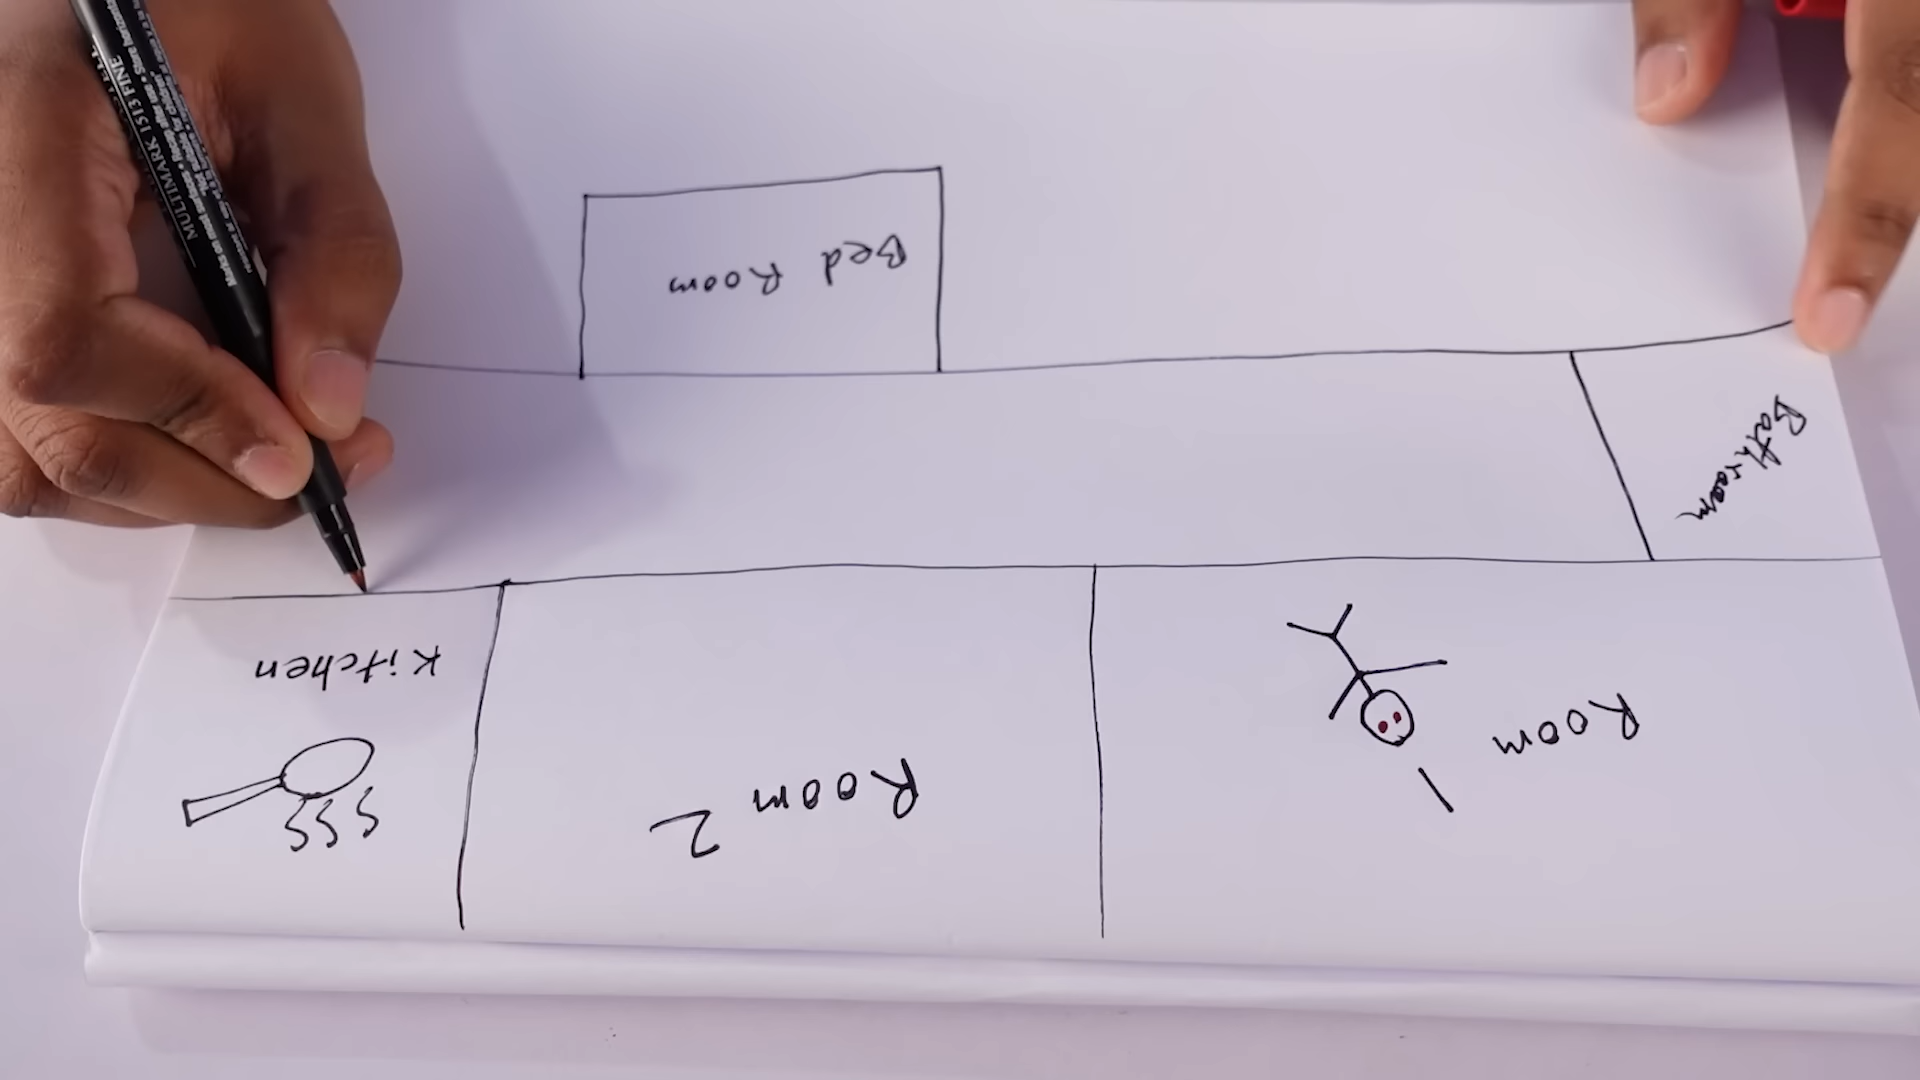 Room
1
Room
2
Kitchen
Bathroom
Bed Room
MULTIMARK 1513 FINE